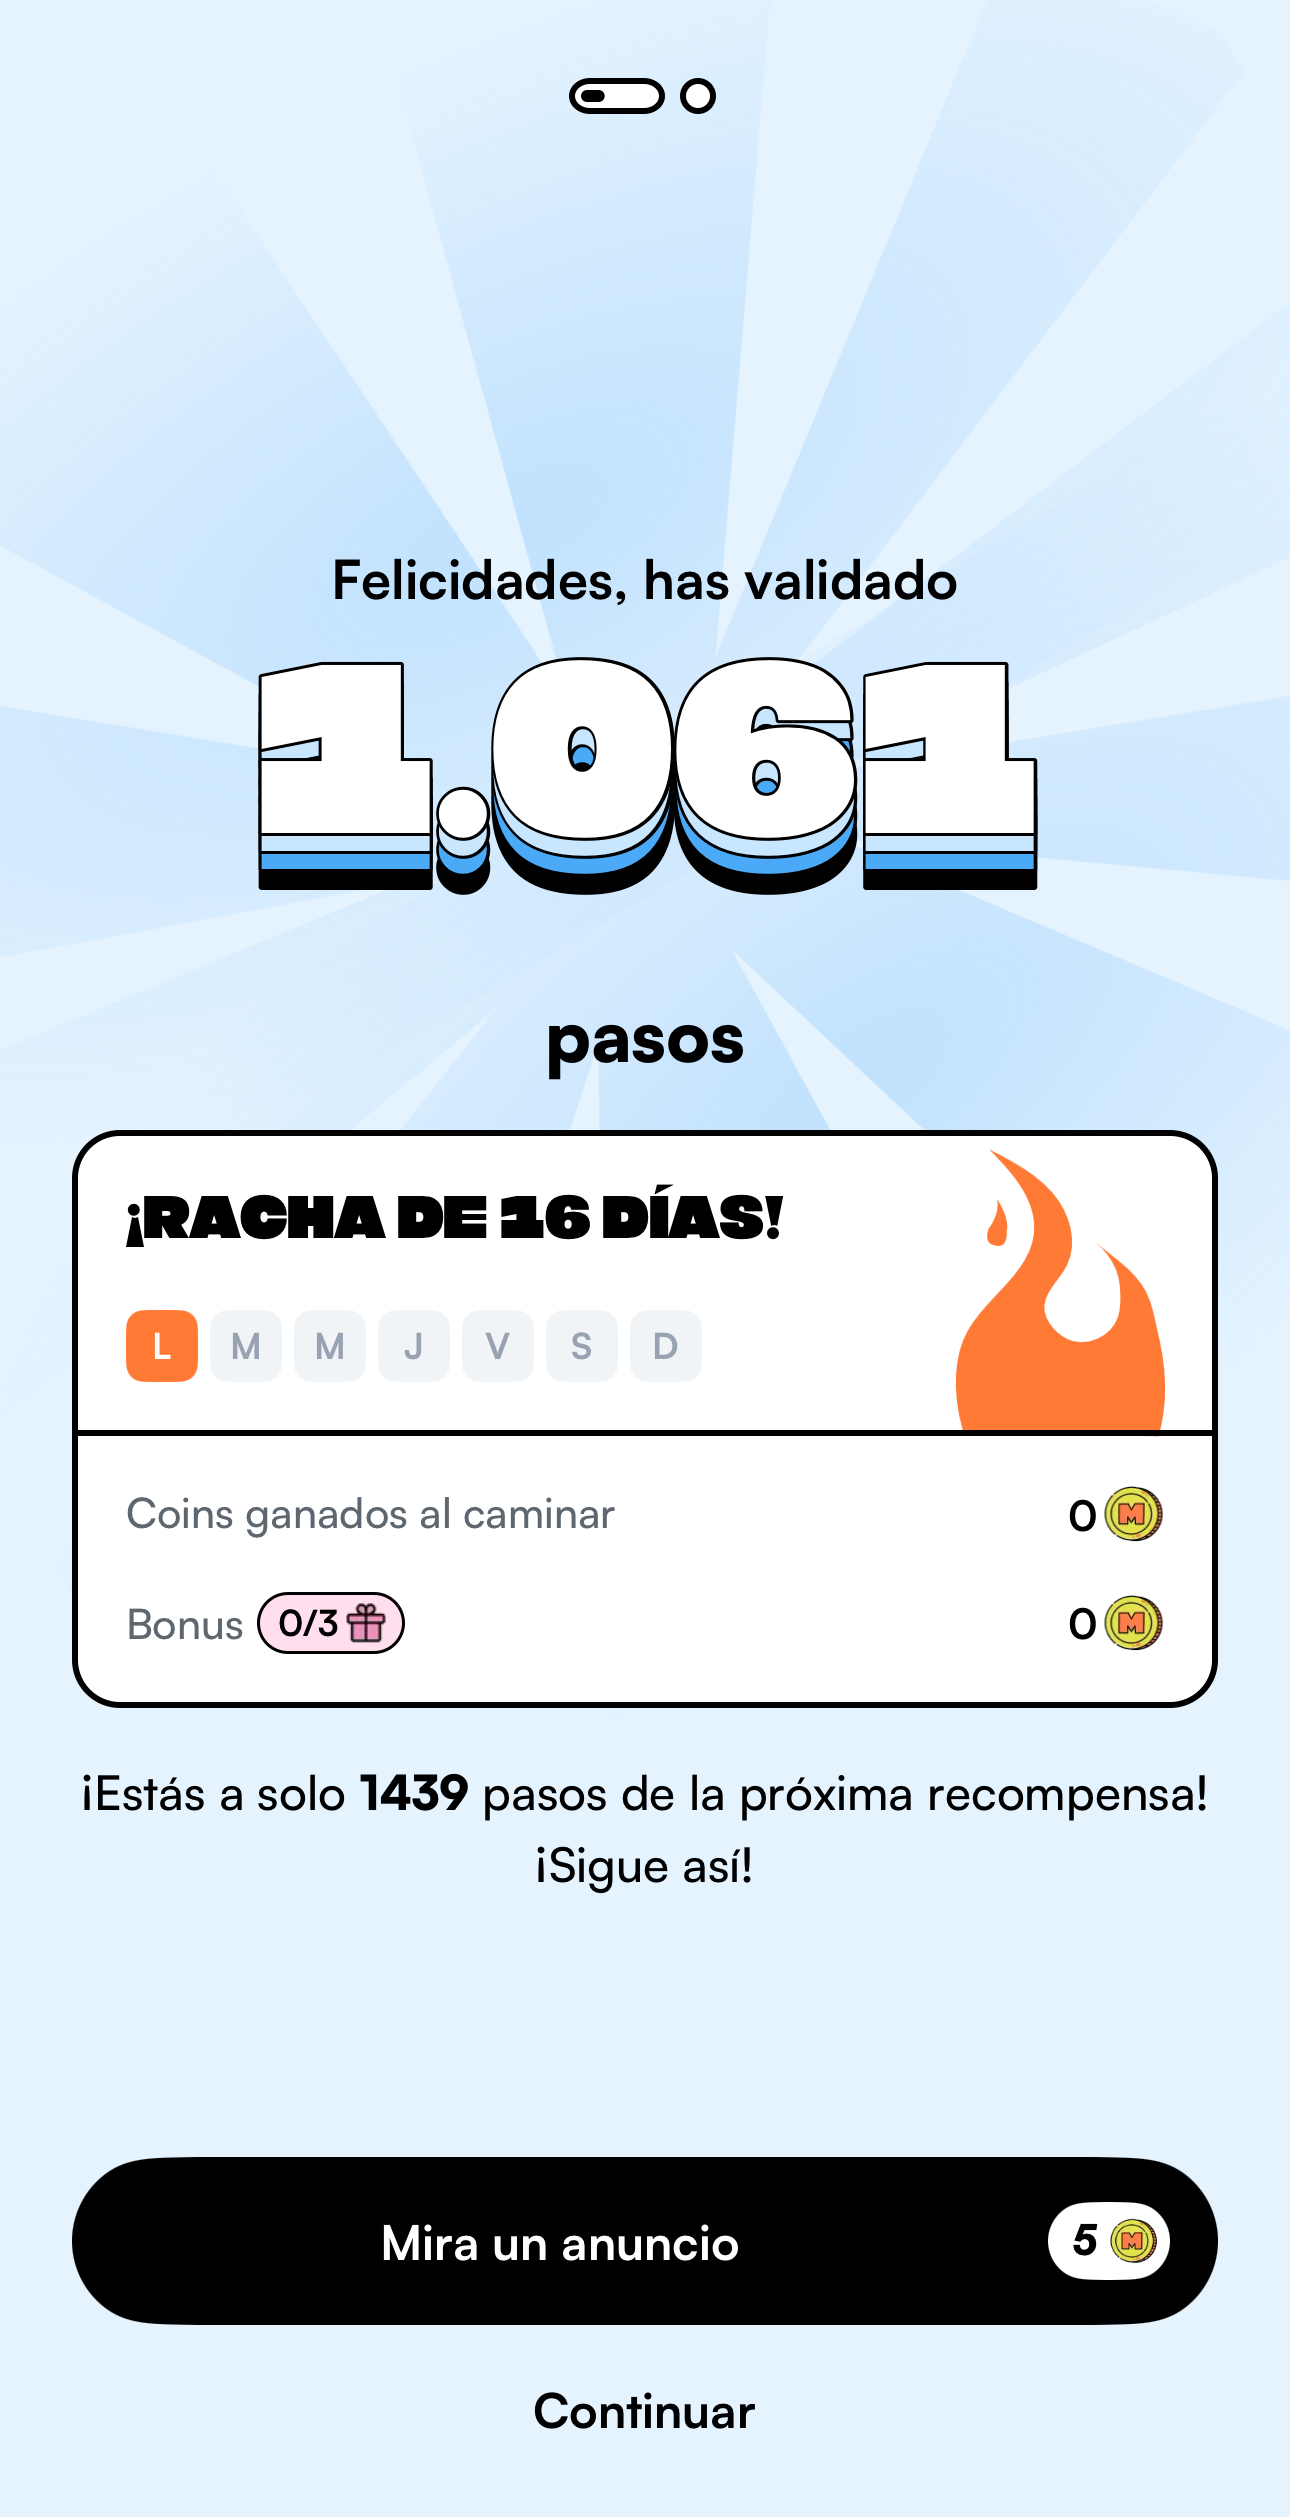 Felicidades, has validado
1.061
pasos
¡RACHA DE 16 DÍAS!
L M M J V S D
Coins ganados al caminar 0 M
Bonus 0/3 0 M
¡Estás a solo 1439 pasos de la próxima recompensa!
¡Sigue así!
Mira un anuncio 5 M
Continuar